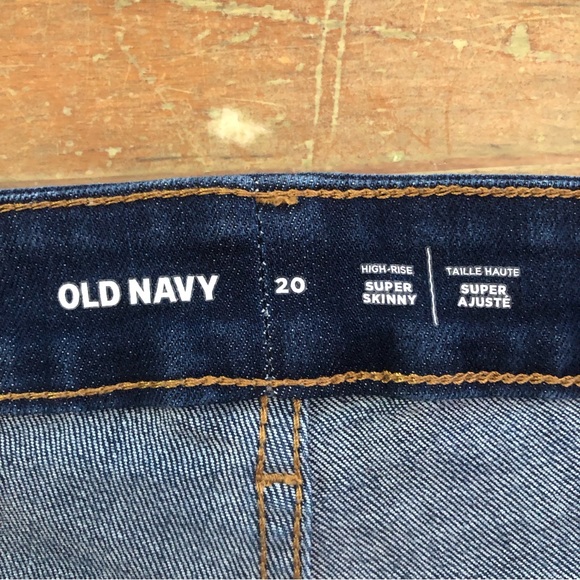 OLD NAVY
20
HIGH-RISE
SUPER
SKINNY
TAILLE HAUTE
SUPER
AJUSTÉ